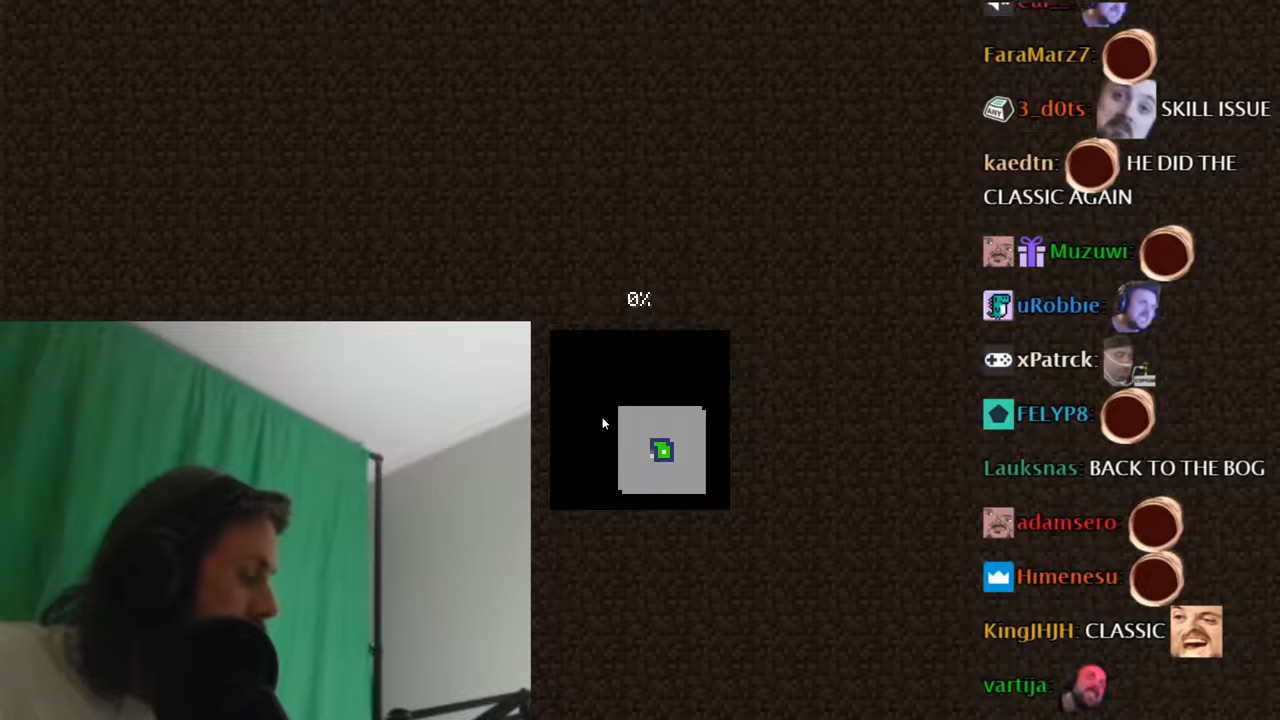 FaraMarz7:
3_d0ts: SKILL ISSUE
kaedtn: HE DID THE
CLASSIC AGAIN
Muzuwi:
uRobbie:
xPatrck:
FELYP8:
Lauksnas: BACK TO THE BOG
adamsero:
Himenesu:
KingJHJH: CLASSIC
vartija:
0%